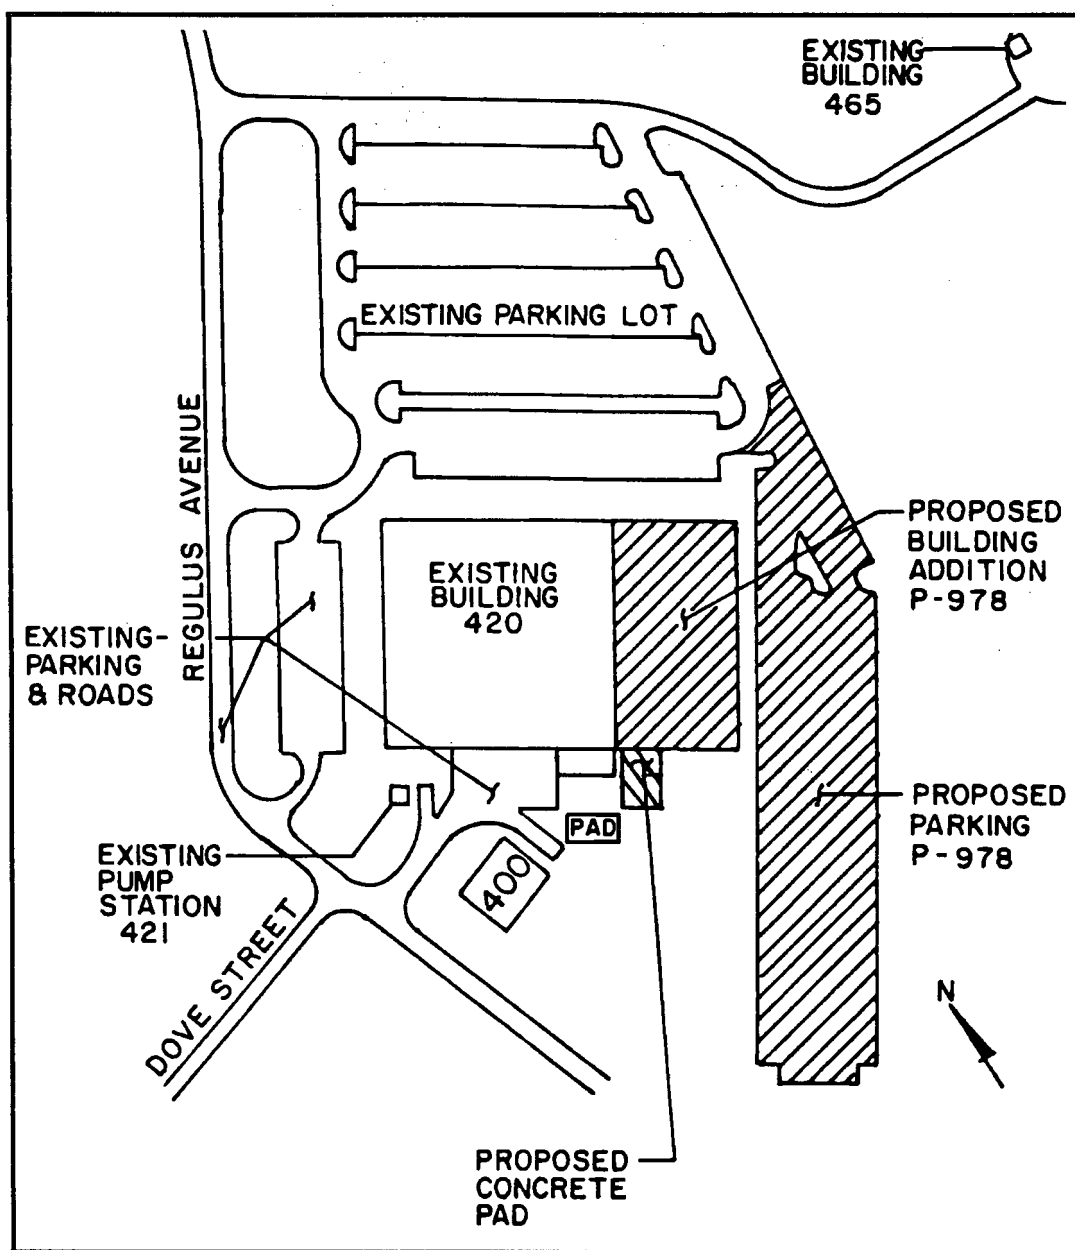 EXISTING
BUILDING
465
EXISTING PARKING LOT
REGULUS AVENUE
PROPOSED
BUILDING
ADDITION
P-978
EXISTING
BUILDING
420
EXISTING-
PARKING
& ROADS
PAD
PROPOSED
PARKING
P-978
EXISTING
PUMP
STATION
421
400
DOVE STREET
N
PROPOSED
CONCRETE
PAD